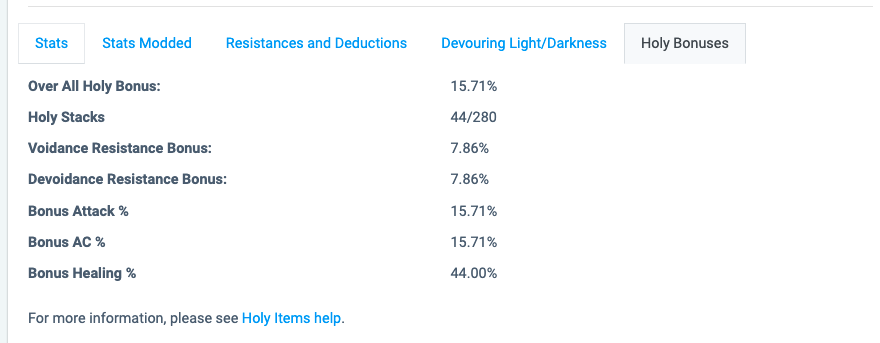 Stats Stats Modded Resistances and Deductions Devouring Light/Darkness Holy Bonuses
Over All Holy Bonus: 15.71%
Holy Stacks 44/280
Voidance Resistance Bonus: 7.86%
Devoidance Resistance Bonus: 7.86%
Bonus Attack % 15.71%
Bonus AC % 15.71%
Bonus Healing % 44.00%
For more information, please see Holy Items help.